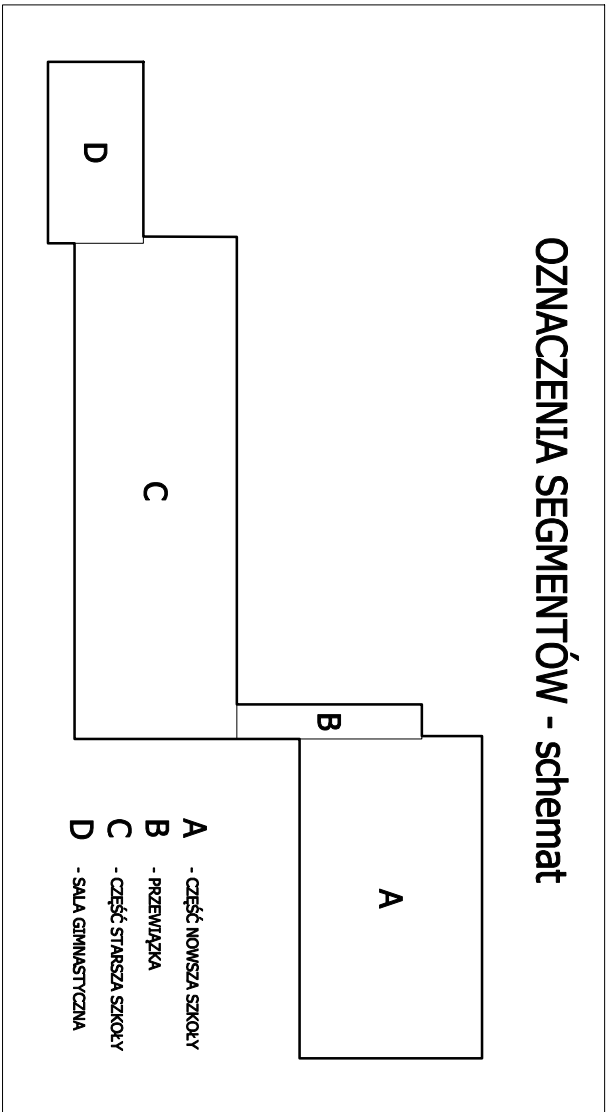 OZNACZENIA SEGMENTÓW - schemat
D
C
B
A
A - CZĘŚĆ NOWSZA SZKOŁY
B - PRZEWIĄZKA
C - CZĘŚĆ STARSZA SZKOŁY
D - SALA GIMNASTYCZNA